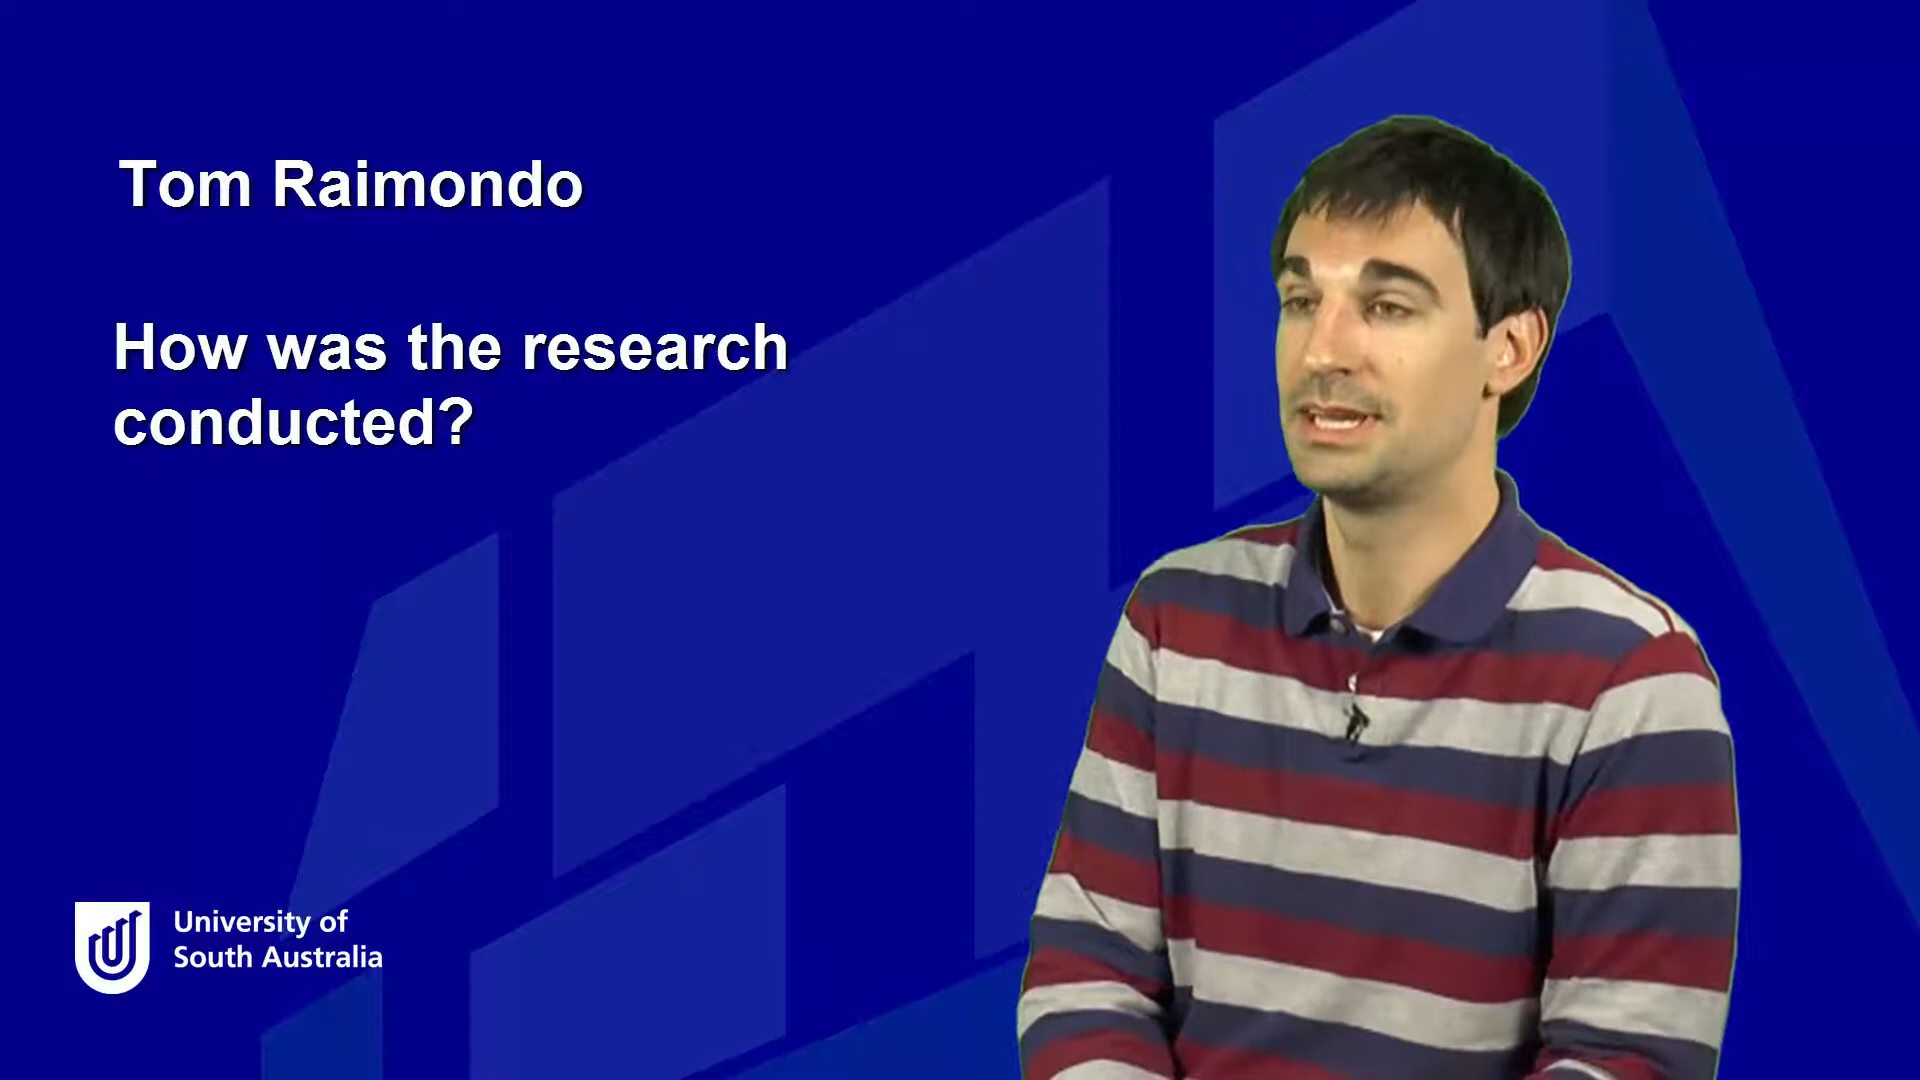 Tom Raimondo
How was the research
conducted?
University of
South Australia